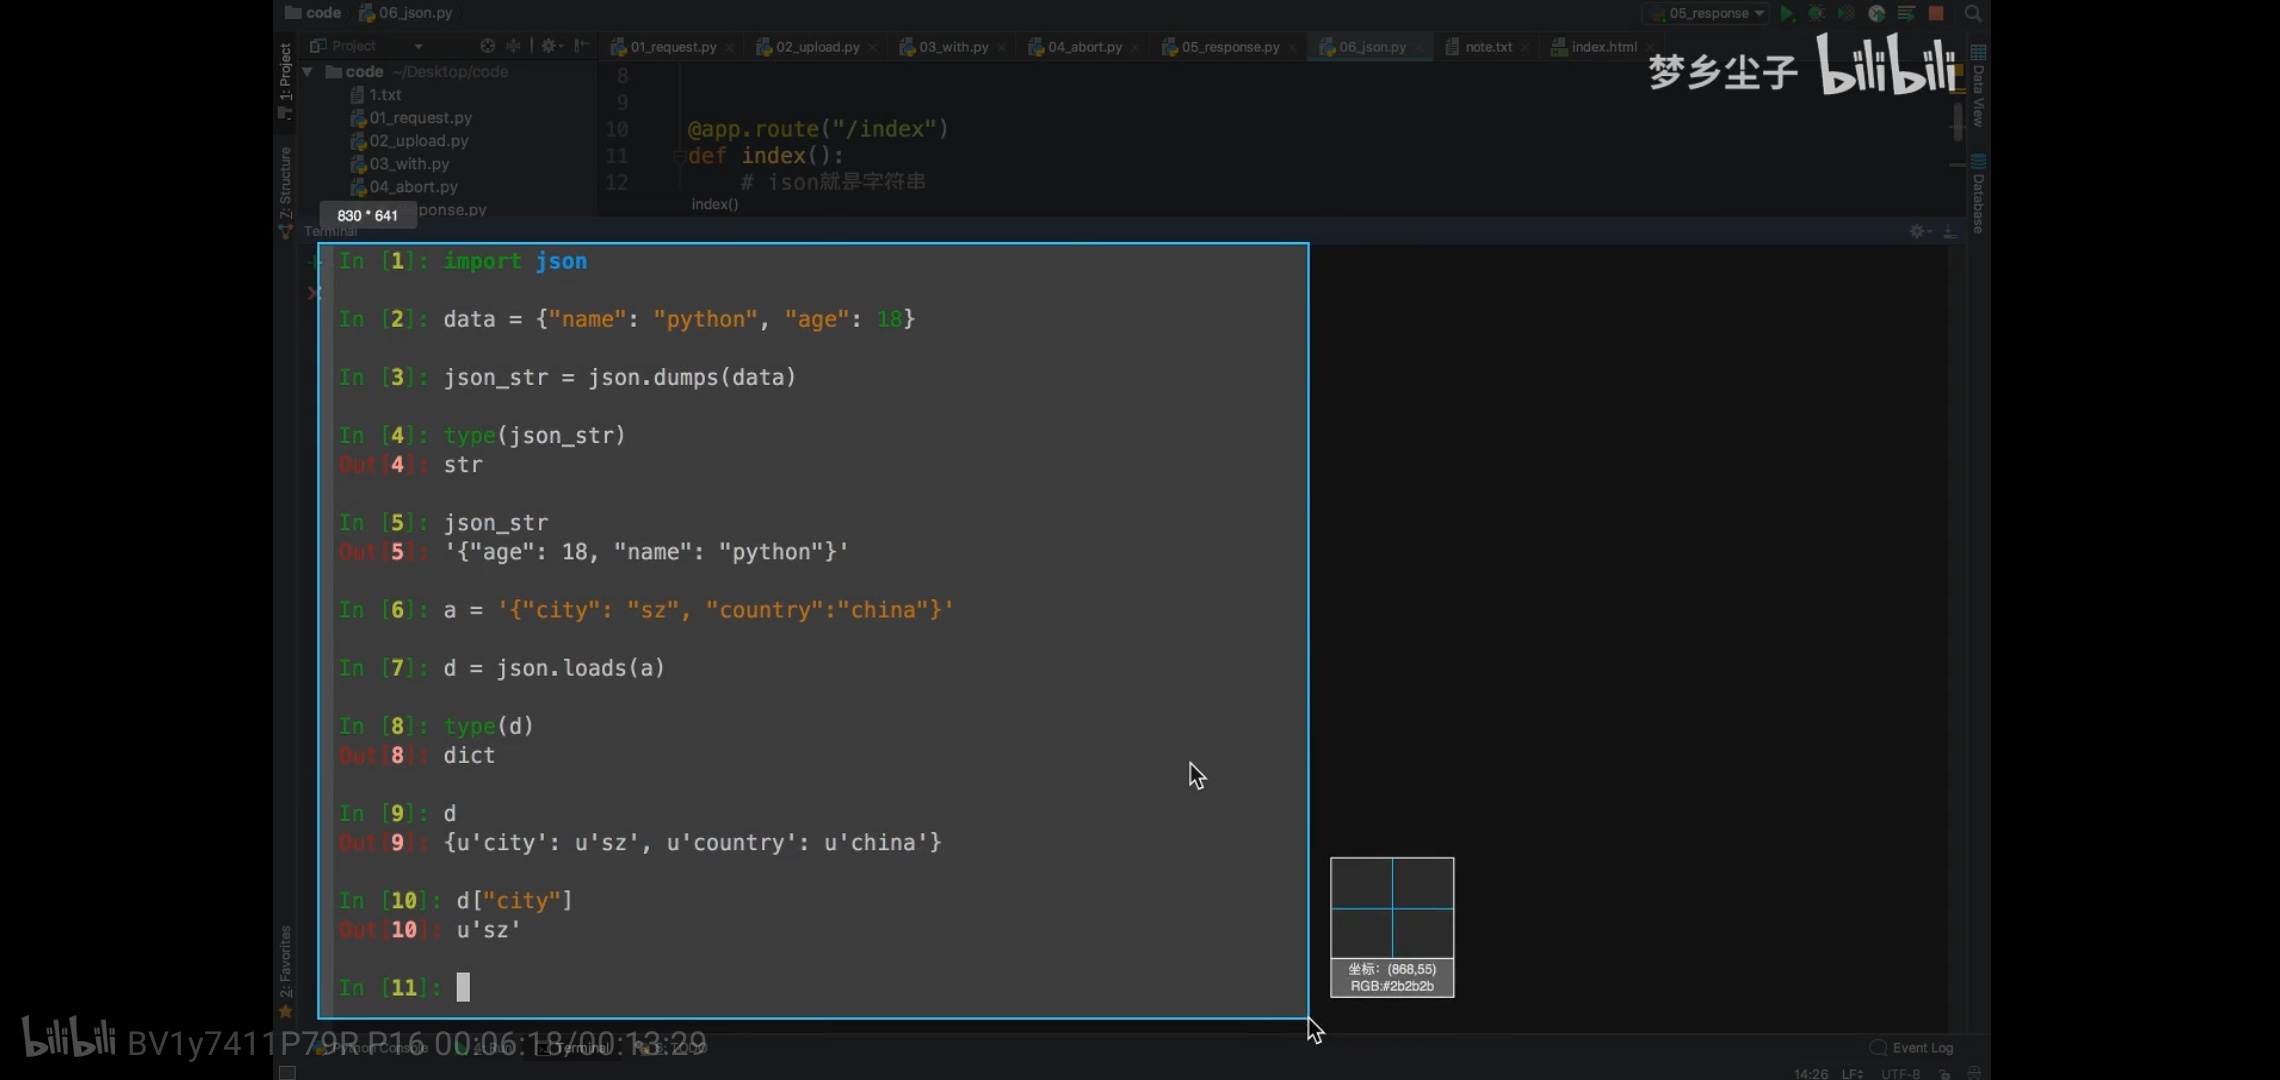 code 06_json.py
05_response
1: Project
Project
01_request.py
02_upload.py
03_with.py
04_abort.py
05_response.py
06_json.py
note.txt
index.html
梦乡尘子 bilibili
code ~/Desktop/code
1.txt
01_request.py
02_upload.py
03_with.py
04_abort.py
ponse.py
7: Structure
Data View
Database
8
9
10 @app.route("/index")
11 def index():
12 # json就是字符串
index()
830 * 641
Terminal
In [1]: import json
In [2]: data = {"name": "python", "age": 18}
In [3]: json_str = json.dumps(data)
In [4]: type(json_str)
Out[4]: str
In [5]: json_str
Out[5]: '{"age": 18, "name": "python"}'
In [6]: a = '{"city": "sz", "country":"china"}'
In [7]: d = json.loads(a)
In [8]: type(d)
Out[8]: dict
In [9]: d
Out[9]: {u'city': u'sz', u'country': u'china'}
In [10]: d["city"]
Out[10]: u'sz'
In [11]:
坐标: (868,55)
RGB:#2b2b2b
2: Favorites
bilibili BV1y7411P79R P16 00:06:18/00:13:29
Python Console
Terminal
Event Log
14:26 LF UTF-8